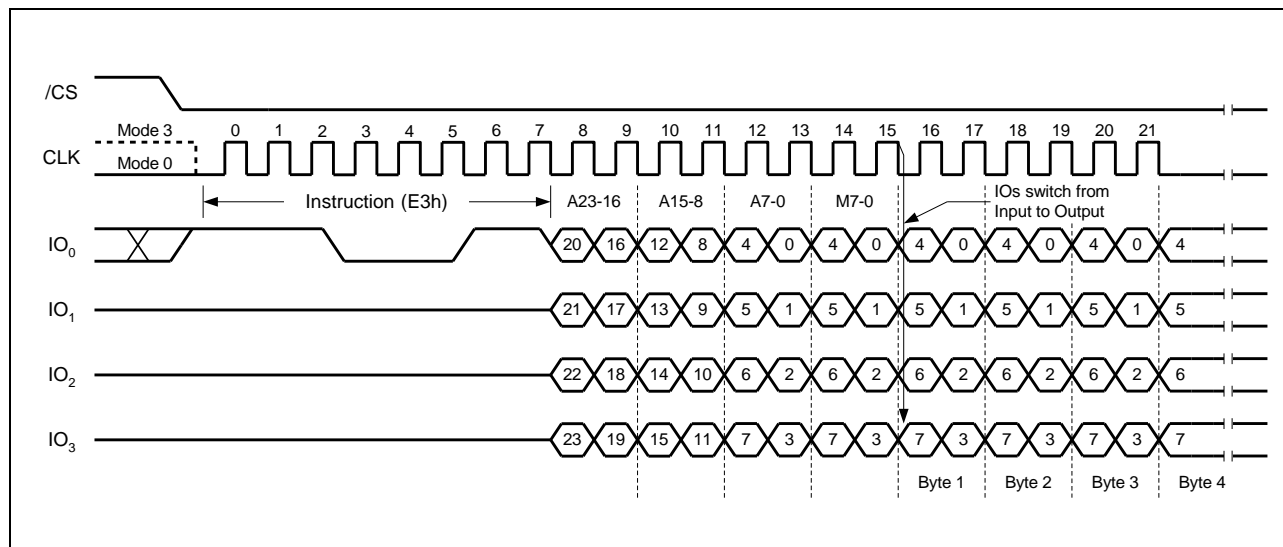 /CS
Mode 3 0 1 2 3 4 5 6 7 8 9 10 11 12 13 14 15 16 17 18 19 20 21
CLK
Mode 0
Instruction (E3h) A23-16 A15-8 A7-0 M7-0 IOs switch from
Input to Output
IO0 20 16 12 8 4 0 4 0 4 0 4 0 4 0 4
IO1 21 17 13 9 5 1 5 1 5 1 5 1 5 1 5
IO2 22 18 14 10 6 2 6 2 6 2 6 2 6 2 6
IO3 23 19 15 11 7 3 7 3 7 3 7 3 7 3 7
Byte 1 Byte 2 Byte 3 Byte 4